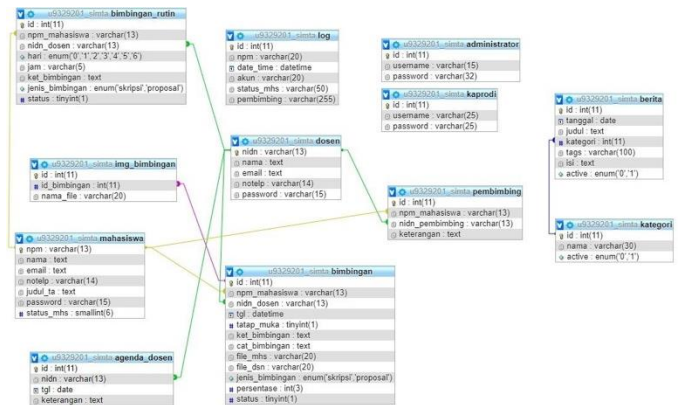 u9329201_simta bimbingan_rutin
id : int(11)
npm_mahasiswa : varchar(13)
nidn_dosen : varchar(13)
hari : enum('0','1','2','3','4','5','6')
jam : varchar(5)
ket_bimbingan : text
jenis_bimbingan : enum('skripsi','proposal')
status : tinyint(1)
u9329201_simta log
id : int(11)
npm : varchar(20)
date_time : datetime
akun : varchar(20)
status_mhs : varchar(50)
pembimbing : varchar(255)
u9329201_simta administrator
id : int(11)
username : varchar(15)
password : varchar(32)
u9329201_simta kaprodi
id : int(11)
username : varchar(25)
password : varchar(25)
u9329201_simta berita
id : int(11)
tanggal : date
judul : text
kategori : int(11)
tags : varchar(100)
isi : text
active : enum('0','1')
u9329201_simta dosen
nidn : varchar(13)
nama : text
email : text
notelp : varchar(14)
password : varchar(15)
u9329201_simta img_bimbingan
id : int(11)
id_bimbingan : int(11)
nama_file : varchar(20)
u9329201_simta pembimbing
id : int(11)
npm_mahasiswa : varchar(13)
nidn_pembimbing : varchar(13)
keterangan : text
u9329201_simta kategori
id : int(11)
nama : varchar(30)
active : enum('0','1')
u9329201_simta mahasiswa
npm : varchar(13)
nama : text
email : text
notelp : varchar(14)
judul_ta : text
password : varchar(15)
status_mhs : smallint(6)
u9329201_simta bimbingan
id : int(11)
npm_mahasiswa : varchar(13)
nidn_dosen : varchar(13)
tgl : datetime
tatap_muka : tinyint(1)
ket_bimbingan : text
cat_bimbingan : text
file_mhs : varchar(20)
file_dsn : varchar(20)
jenis_bimbingan : enum('skripsi','proposal')
persentase : int(3)
status : tinyint(1)
u9329201_simta agenda_dosen
id : int(11)
nidn : varchar(13)
tgl : date
keterangan : text